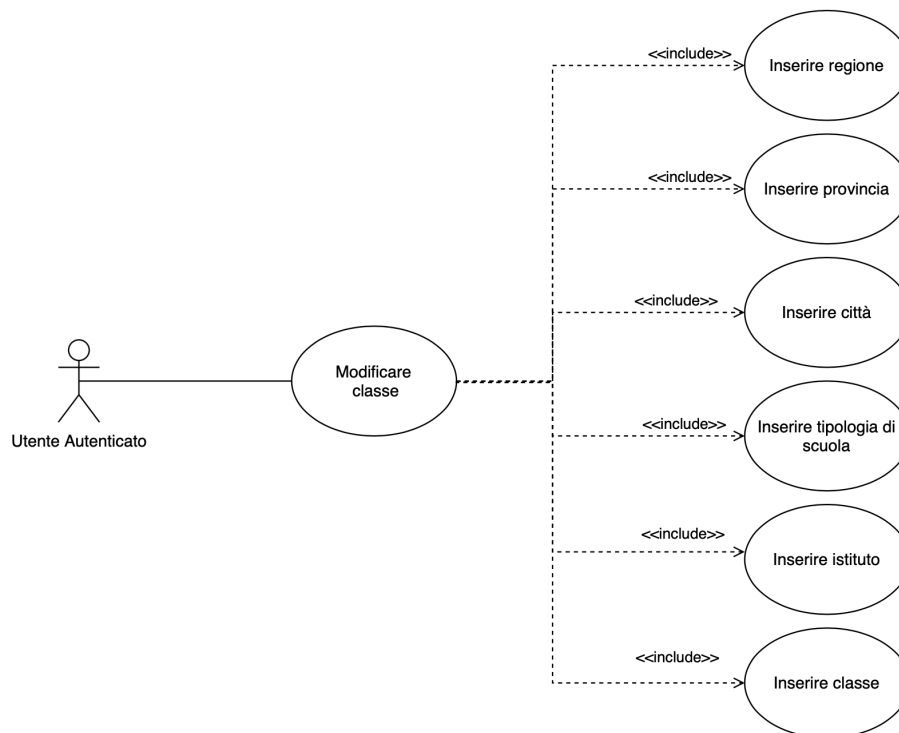 <<include>>
Inserire regione
<<include>>
Inserire provincia
<<include>>
Inserire città
Modificare
classe
Utente Autenticato
<<include>>
Inserire tipologia di
scuola
<<include>>
Inserire istituto
<<include>>
Inserire classe